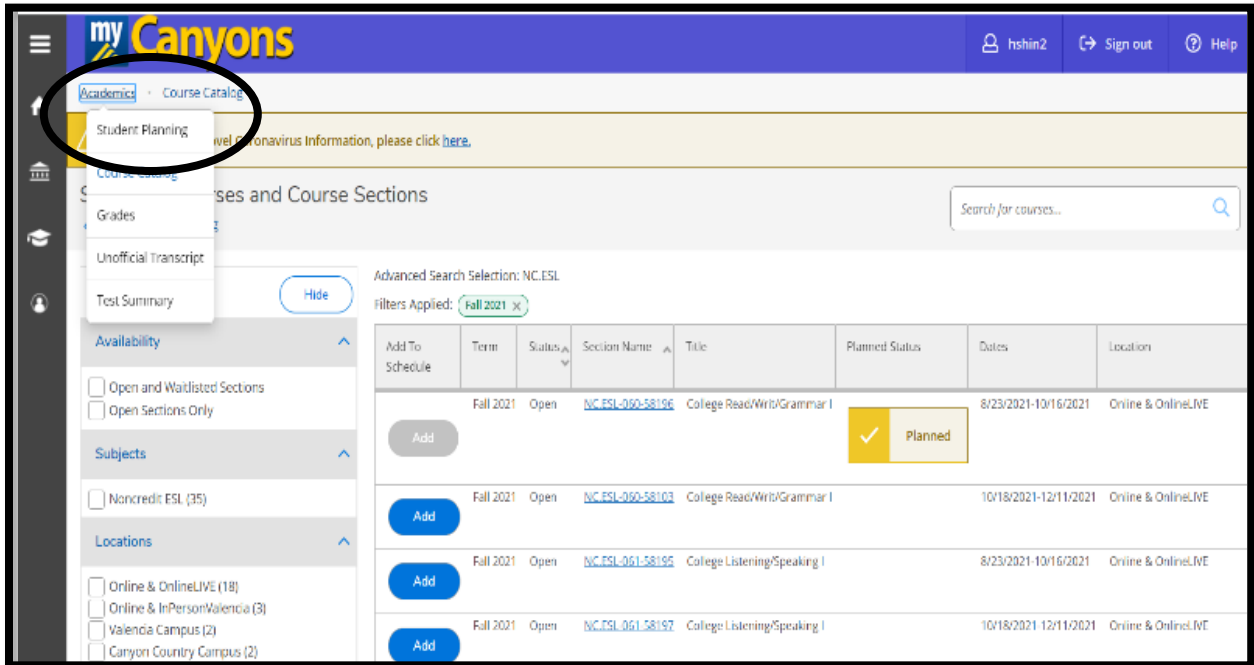 my Canyons
hshin2
Sign out
Help
Academics · Course Catalog
Student Planning
Course Catalog
Grades
Unofficial Transcript
Test Summary
ovel Coronavirus Information, please click here.
S
rses and Course Sections
Search for courses...
Hide
Advanced Search Selection: NC.ESL
Filters Applied: Fall 2021 ×
Availability
Open and Waitlisted Sections
Open Sections Only
Subjects
Noncredit ESL (35)
Locations
Online & OnlineLIVE (18)
Online & InPersonValencia (3)
Valencia Campus (2)
Canyon Country Campus (2)
Add To Schedule Term Status Section Name Title Planned Status Dates Location
Add Fall 2021 Open NC.ESL-060-58196 College Read/Writ/Grammar I Planned 8/23/2021-10/16/2021 Online & OnlineLIVE
Add Fall 2021 Open NC.ESL-060-58103 College Read/Writ/Grammar I 10/18/2021-12/11/2021 Online & OnlineLIVE
Add Fall 2021 Open NC.ESL-061-58195 College Listening/Speaking I 8/23/2021-10/16/2021 Online & OnlineLIVE
Add Fall 2021 Open NC.ESL-061-58197 College Listening/Speaking I 10/18/2021-12/11/2021 Online & OnlineLIVE